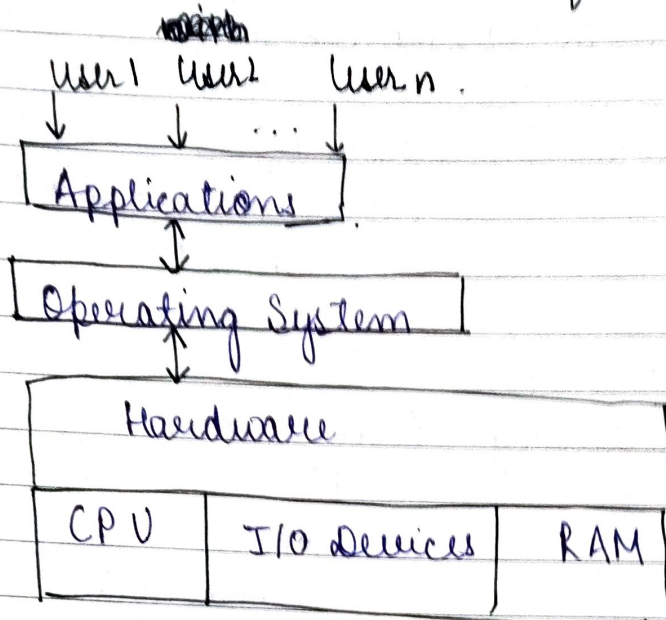 User1 User2 User n.
...
Applications
Operating System
Hardware
CPU I/O Devices RAM